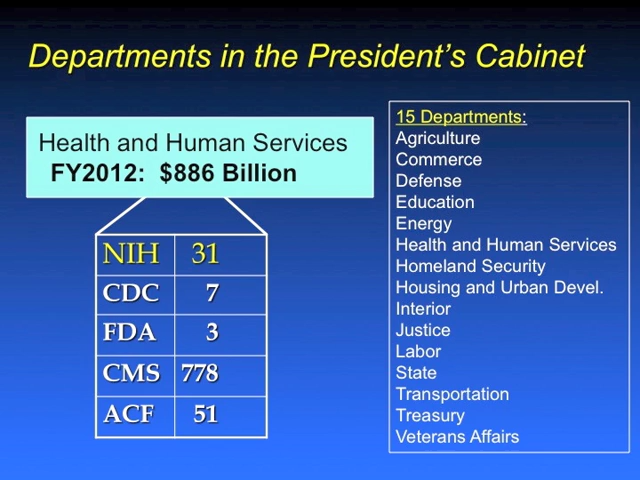 Departments in the President's Cabinet
Health and Human Services
FY2012: $886 Billion
NIH 31
CDC 7
FDA 3
CMS 778
ACF 51
15 Departments:
Agriculture
Commerce
Defense
Education
Energy
Health and Human Services
Homeland Security
Housing and Urban Devel.
Interior
Justice
Labor
State
Transportation
Treasury
Veterans Affairs